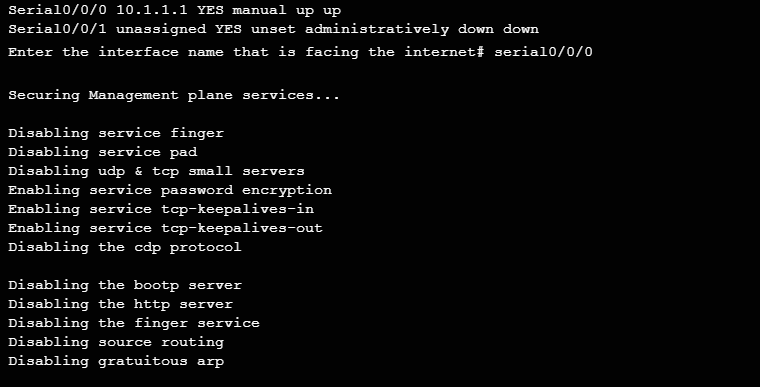 Serial0/0/0 10.1.1.1 YES manual up up
Serial0/0/1 unassigned YES unset administratively down down
Enter the interface name that is facing the internet# serial0/0/0
Securing Management plane services...
Disabling service finger
Disabling service pad
Disabling udp & tcp small servers
Enabling service password encryption
Enabling service tcp-keepalives-in
Enabling service tcp-keepalives-out
Disabling the cdp protocol
Disabling the bootp server
Disabling the http server
Disabling the finger service
Disabling source routing
Disabling gratuitous arp